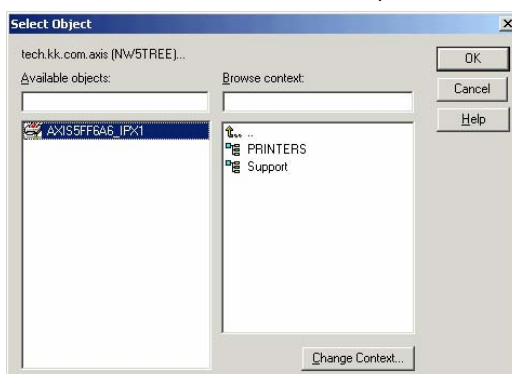 Select Object
tech.kk.com.axis (NW5TREE)...
Available objects:
Browse context:
OK
Cancel
Help
AXIS5FF6A6_IPX1
..
PRINTERS
Support
Change Context...